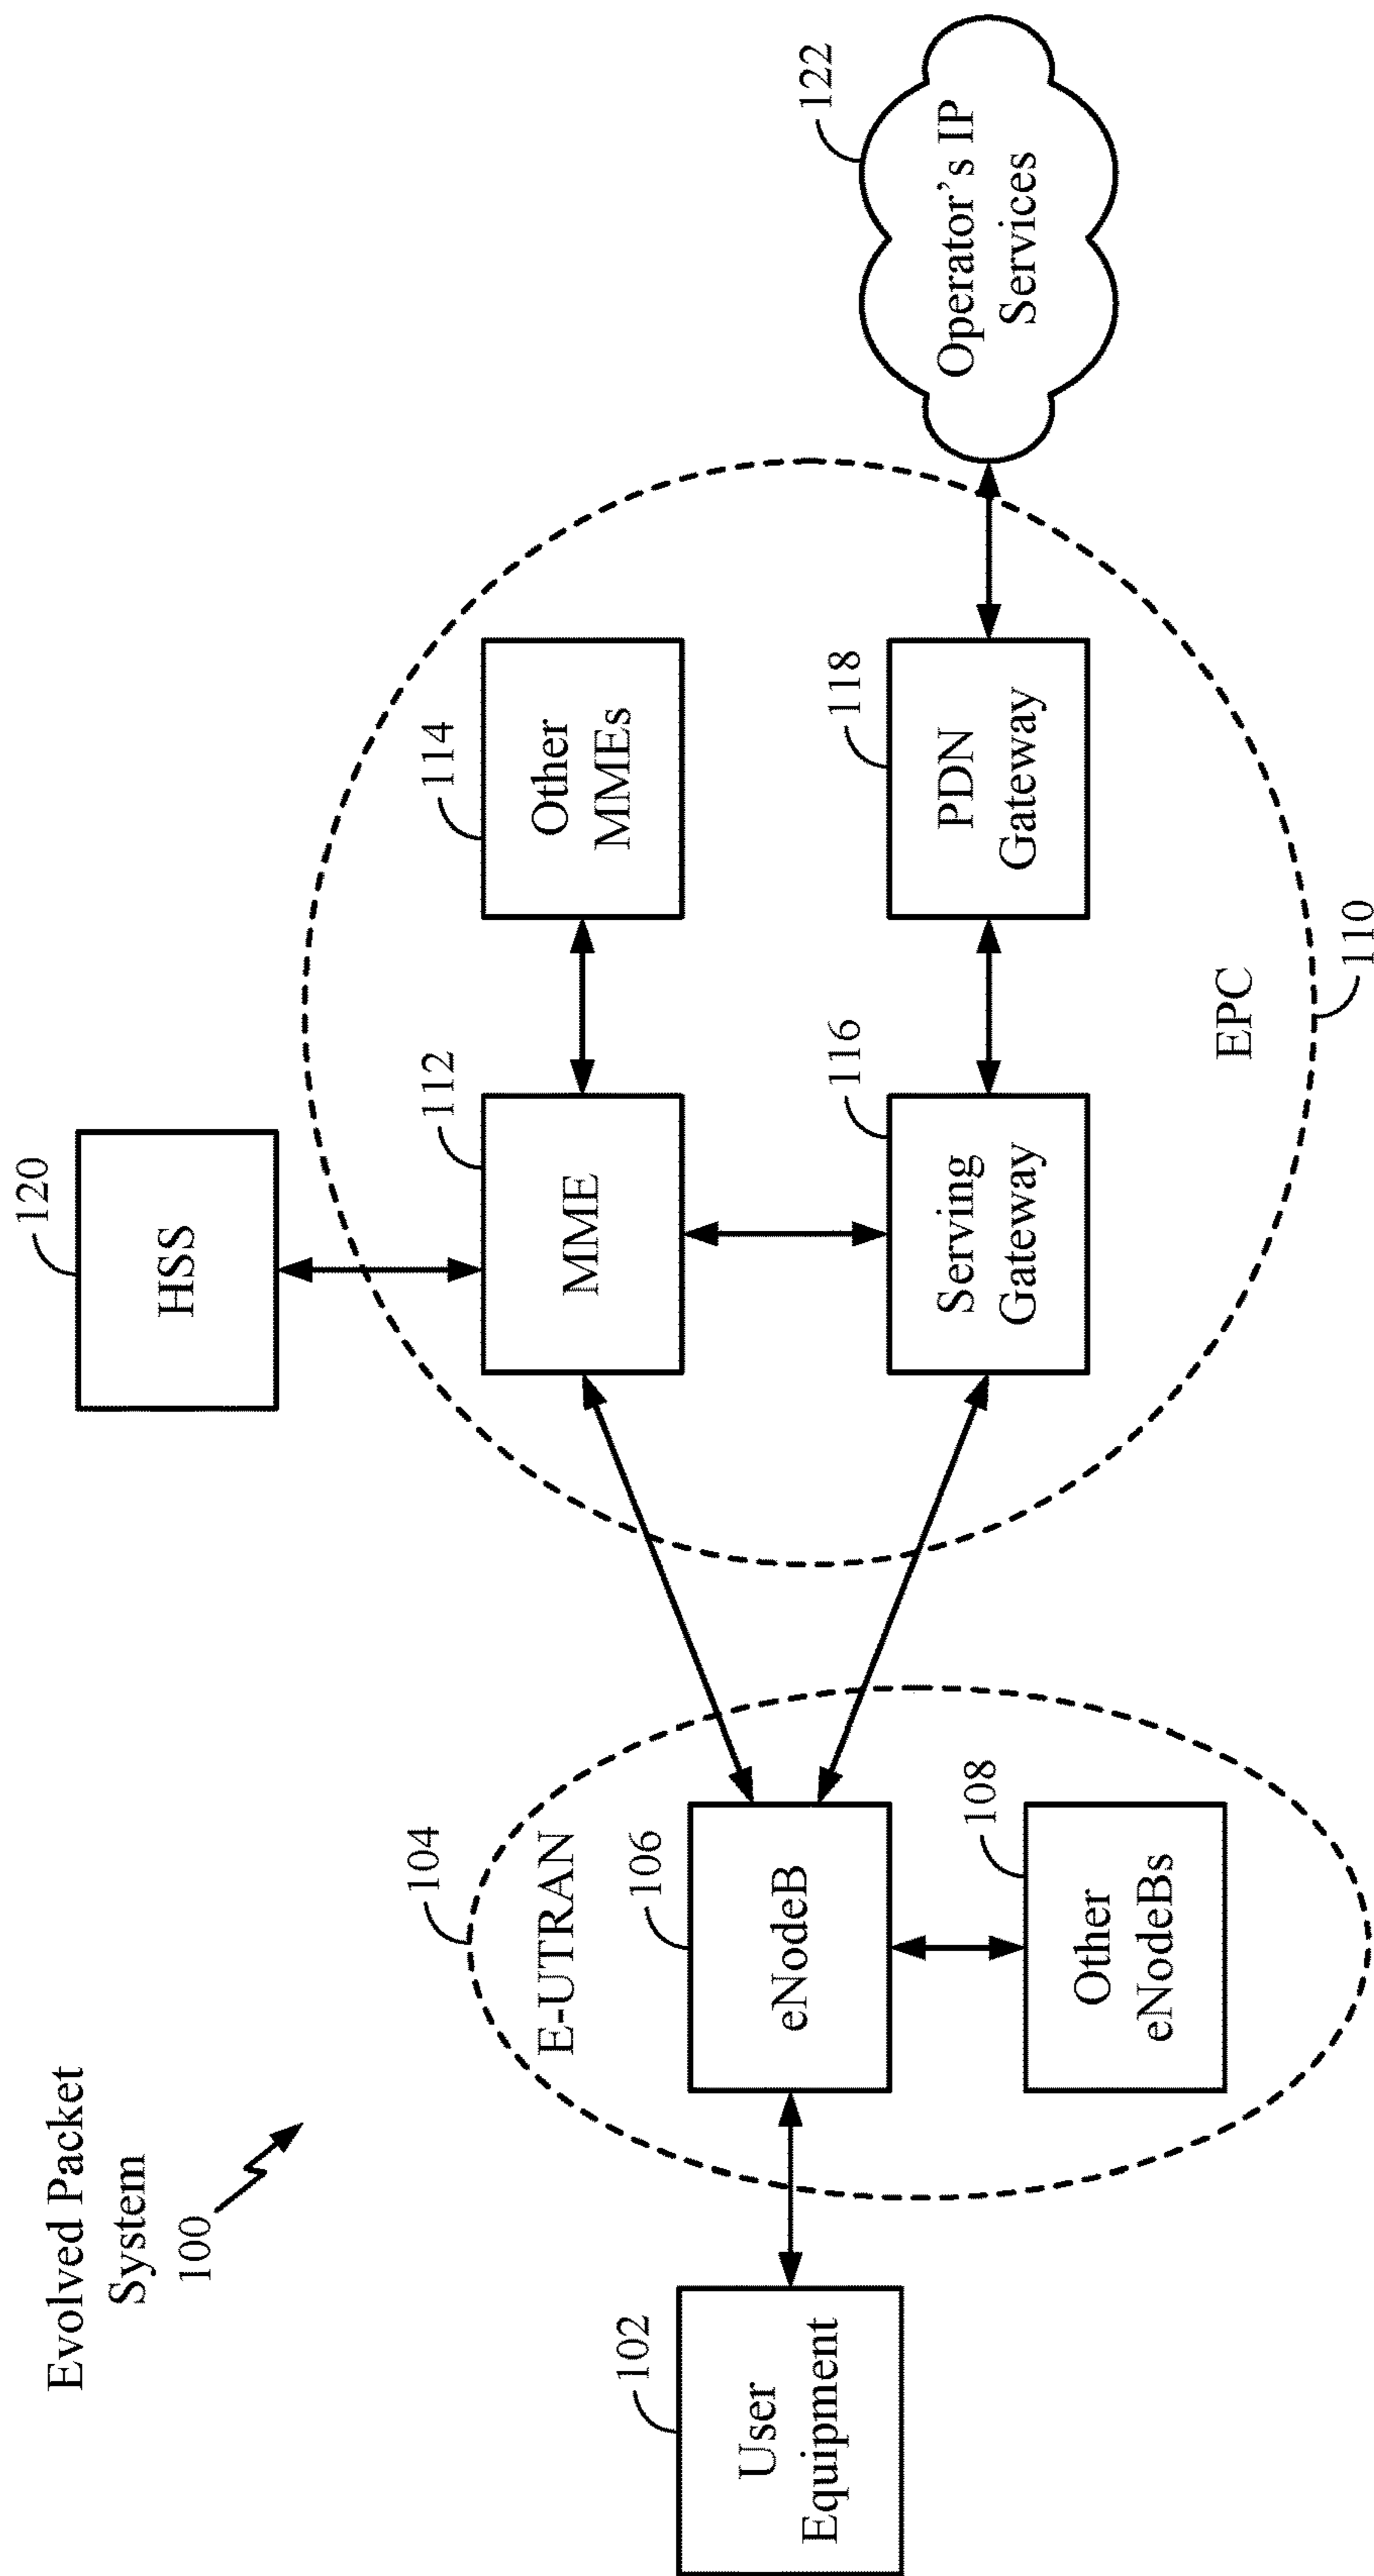 Evolved Packet
System
100
102
User
Equipment
104
E-UTRAN
106
eNodeB
108
Other
eNodeBs
120
HSS
112
MME
114
Other
MMEs
116
Serving
Gateway
118
PDN
Gateway
EPC
110
122
Operator's IP
Services